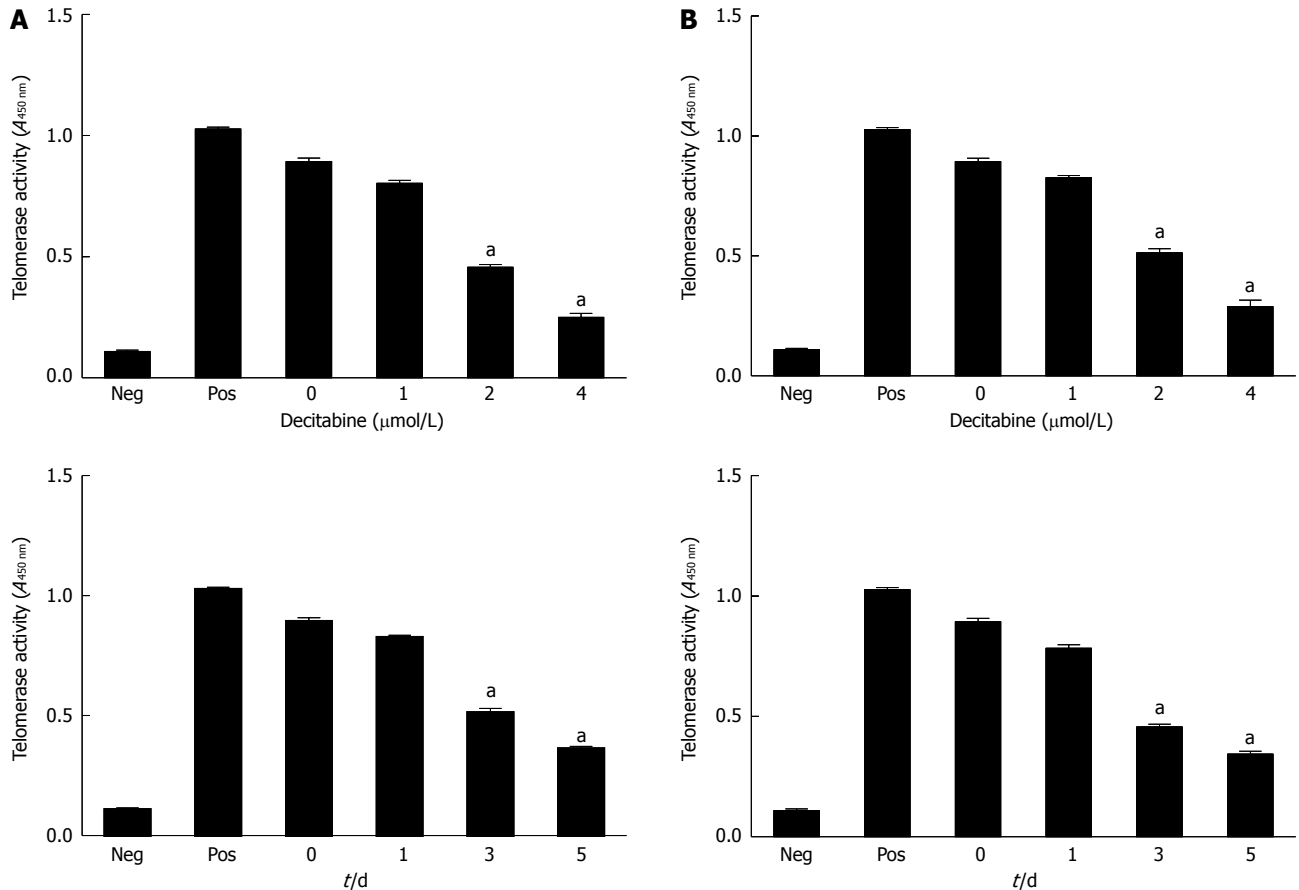 A
1.5
1.0
0.5
0.0
Telomerase activity (A450 nm)
a
a
Neg Pos 0 1 2 4
Decitabine (μmol/L)
B
1.5
1.0
0.5
0.0
Telomerase activity (A450 nm)
a
a
Neg Pos 0 1 2 4
Decitabine (μmol/L)
1.5
1.0
0.5
0.0
Telomerase activity (A450 nm)
a
a
Neg Pos 0 1 3 5
t/d
1.5
1.0
0.5
0.0
Telomerase activity (A450 nm)
a
a
Neg Pos 0 1 3 5
t/d